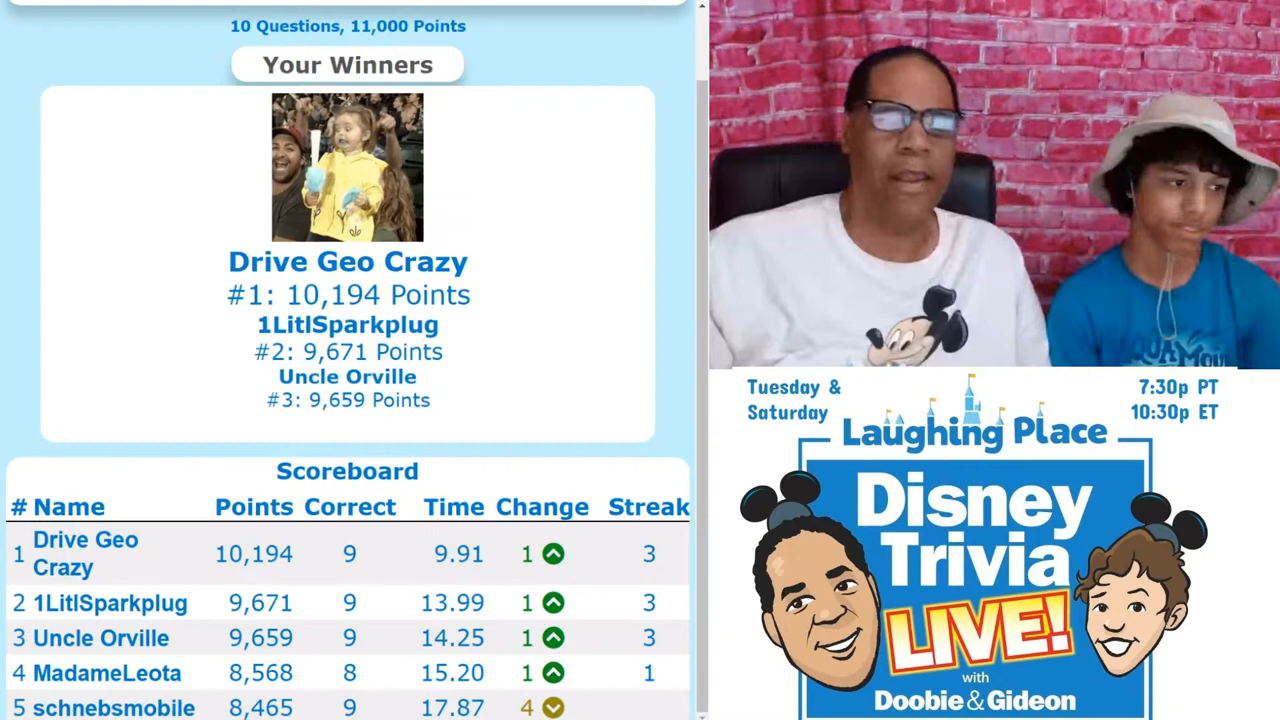 10 Questions, 11,000 Points
Your Winners
Drive Geo Crazy
#1: 10,194 Points
1LitlSparkplug
#2: 9,671 Points
Uncle Orville
#3: 9,659 Points
Scoreboard
# Name Points Correct Time Change Streak
1 Drive Geo Crazy 10,194 9 9.91 1 3
2 1LitlSparkplug 9,671 9 13.99 1 3
3 Uncle Orville 9,659 9 14.25 1 3
4 MadameLeota 8,568 8 15.20 1 1
5 schnebsmobile 8,465 9 17.87 4
Tuesday & Saturday
7:30p PT
10:30p ET
Laughing Place
Disney
Trivia
LIVE!
with
Doobie & Gideon